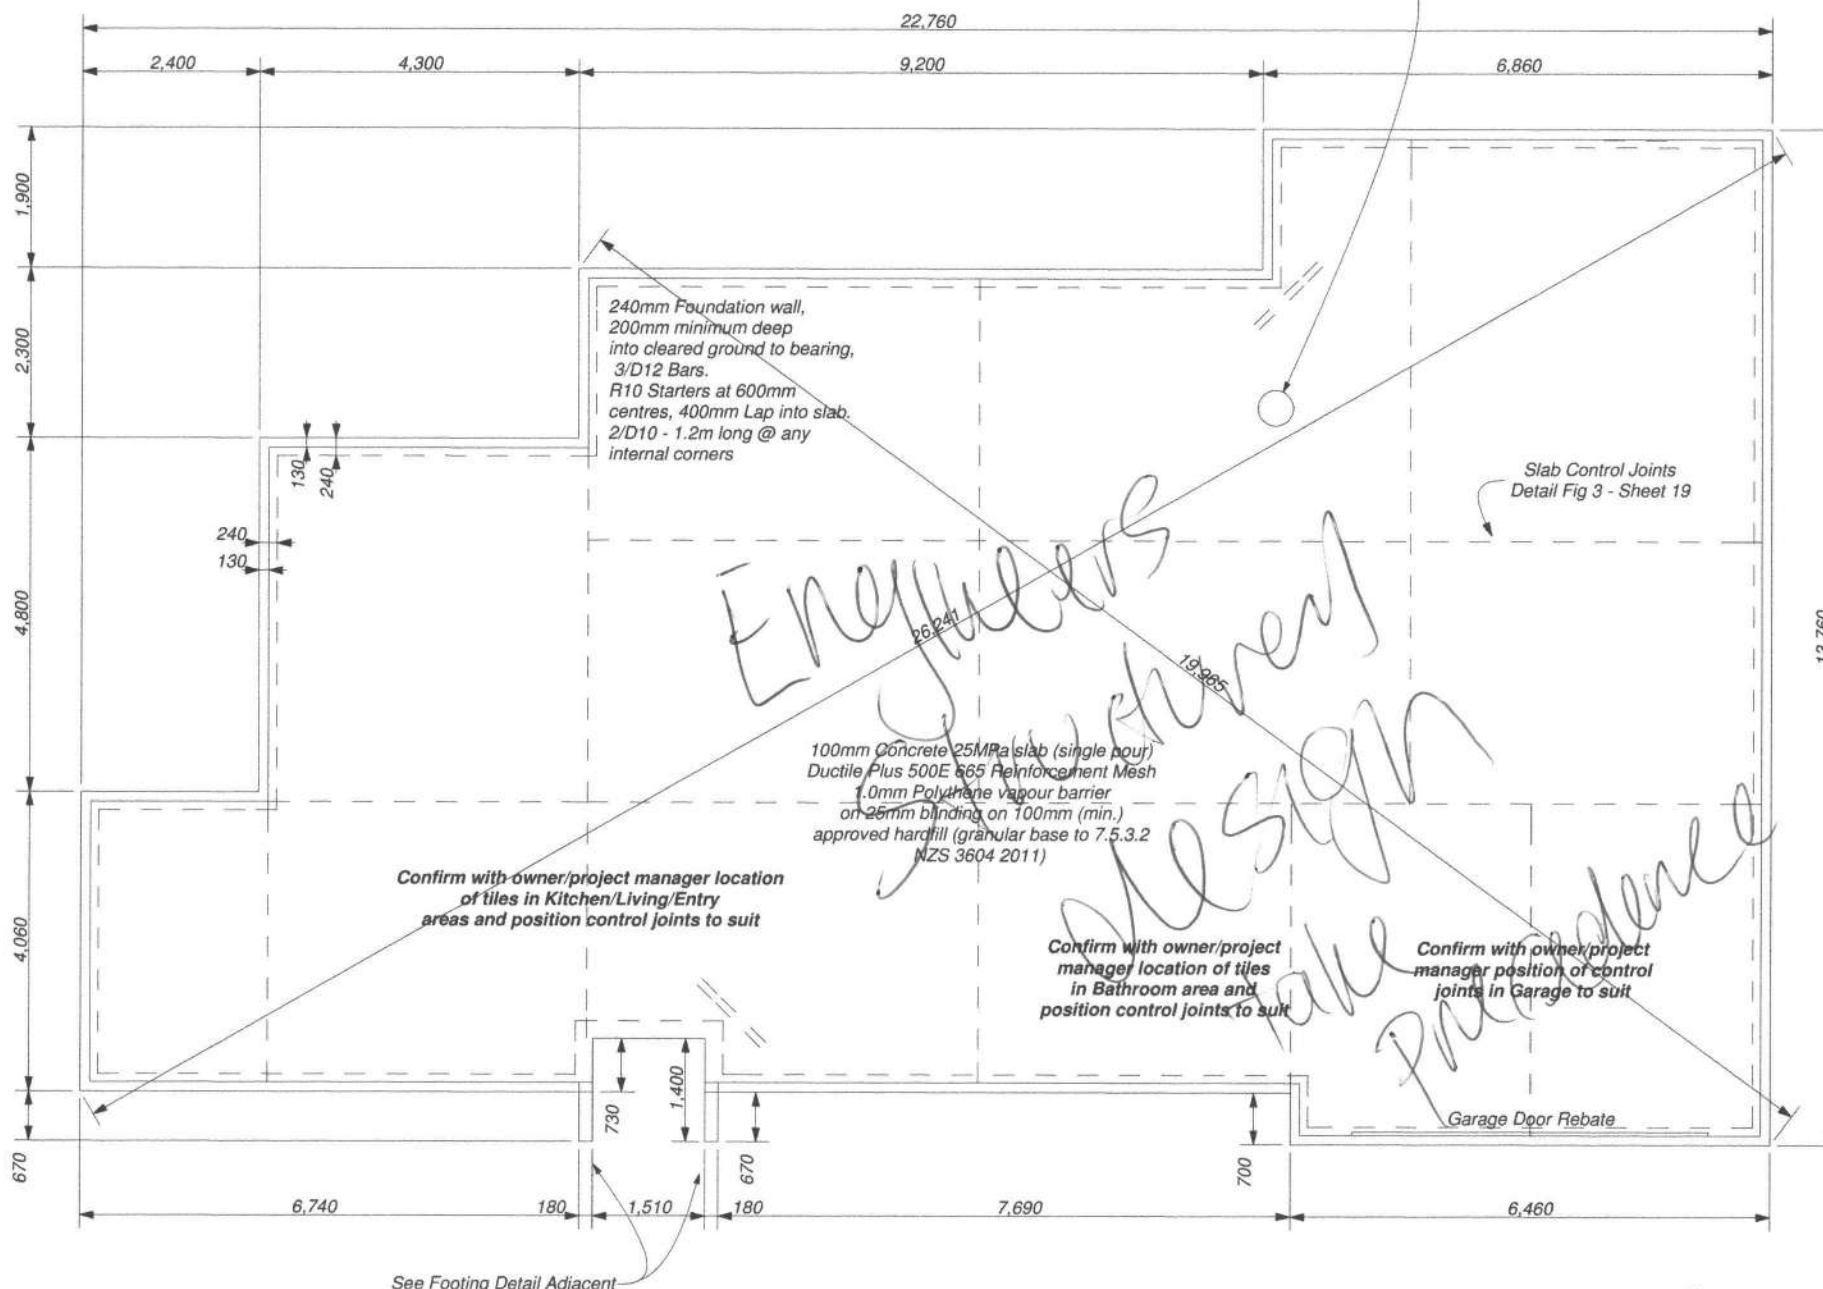 22,760
2,400
4,300
9,200
6,860
1,900
2,300
4,800
4,060
670
13,760
240mm Foundation wall,
200mm minimum deep
into cleared ground to bearing,
3/D12 Bars.
R10 Starters at 600mm
centres, 400mm Lap into slab.
2/D10 - 1.2m long @ any
internal corners
130
240
240
130
Slab Control Joints
Detail Fig 3 - Sheet 19
Engineers
Structural
design
Take
Precedence
26,241
19,965
100mm Concrete 25MPa slab (single pour)
Ductile Plus 500E 665 Reinforcement Mesh
1.0mm Polythene vapour barrier
on 25mm blinding on 100mm (min.)
approved hardfill (granular base to 7.5.3.2
NZS 3604 2011)
Confirm with owner/project manager location
of tiles in Kitchen/Living/Entry
areas and position control joints to suit
Confirm with owner/project
manager location of tiles
in Bathroom area and
position control joints to suit
Confirm with owner/project
manager position of control
joints in Garage to suit
730
1,400
670
700
Garage Door Rebate
6,740
180
1,510
180
7,690
6,460
See Footing Detail Adjacent